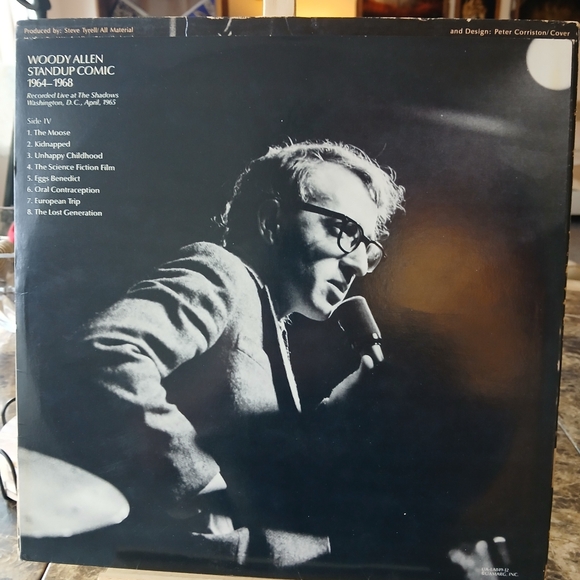 Produced by: Steve Tyrell/All Material
and Design: Peter Corriston/Cover
WOODY ALLEN
STANDUP COMIC
1964–1968
Recorded Live at The Shadows
Washington, D.C., April, 1965
Side IV
1. The Moose
2. Kidnapped
3. Unhappy Childhood
4. The Science Fiction Film
5. Eggs Benedict
6. Oral Contraception
7. European Trip
8. The Lost Generation
INC.